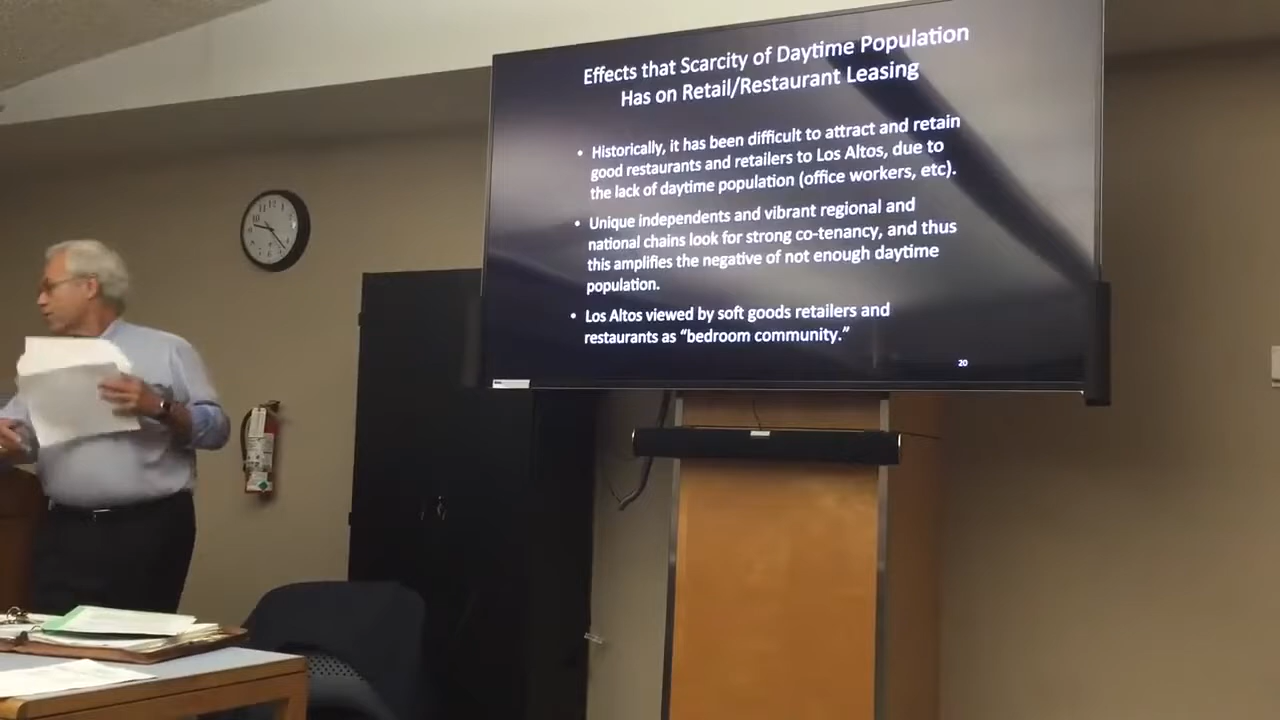 Effects that Scarcity of Daytime Population
Has on Retail/Restaurant Leasing
• Historically, it has been difficult to attract and retain
good restaurants and retailers to Los Altos, due to
the lack of daytime population (office workers, etc).
• Unique independents and vibrant regional and
national chains look for strong co-tenancy, and thus
this amplifies the negative of not enough daytime
population.
• Los Altos viewed by soft goods retailers and
restaurants as “bedroom community.”
20